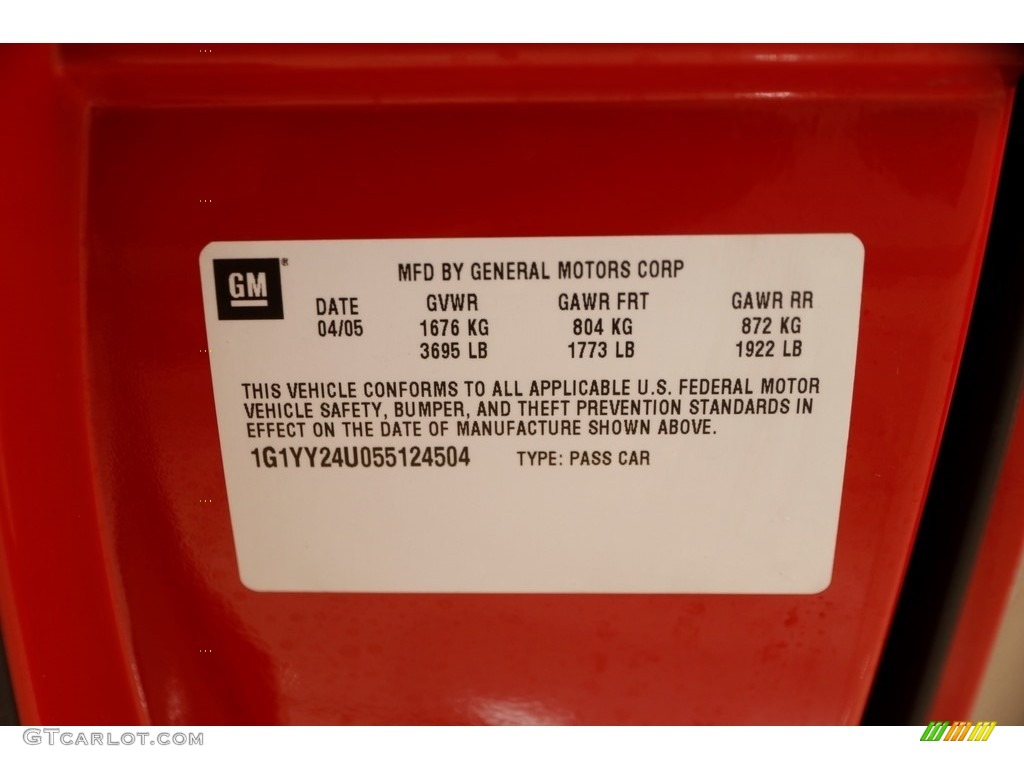 GM®
MFD BY GENERAL MOTORS CORP
DATE GVWR GAWR FRT GAWR RR
04/05 1676 KG 804 KG 872 KG
3695 LB 1773 LB 1922 LB
THIS VEHICLE CONFORMS TO ALL APPLICABLE U.S. FEDERAL MOTOR
VEHICLE SAFETY, BUMPER, AND THEFT PREVENTION STANDARDS IN
EFFECT ON THE DATE OF MANUFACTURE SHOWN ABOVE.
1G1YY24U055124504 TYPE: PASS CAR
GTCARLOT.COM